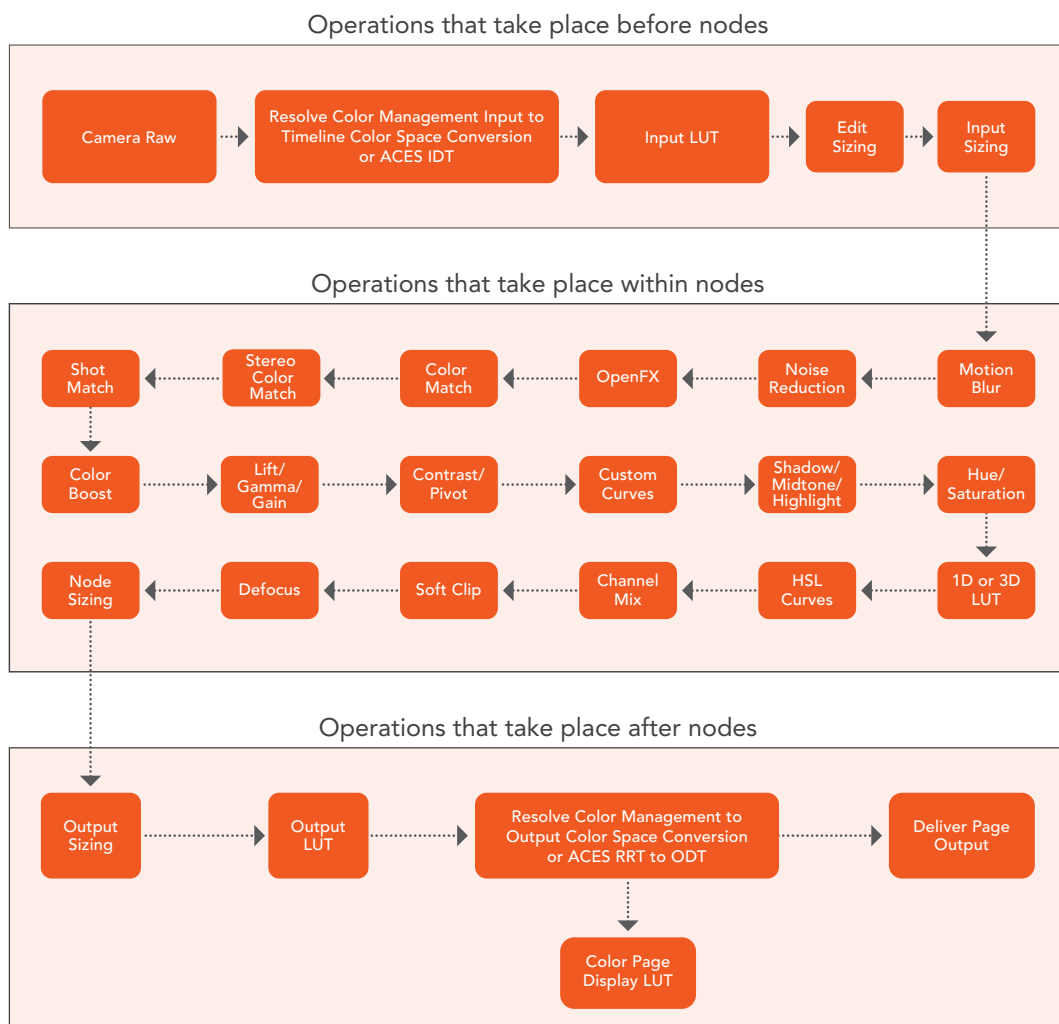 Operations that take place before nodes
Camera Raw
Resolve Color Management Input to
Timeline Color Space Conversion
or ACES IDT
Input LUT
Edit
Sizing
Input
Sizing
Operations that take place within nodes
Shot
Match
Stereo
Color
Match
Color
Match
OpenFX
Noise
Reduction
Motion
Blur
Color
Boost
Lift/
Gamma/
Gain
Contrast/
Pivot
Custom
Curves
Shadow/
Midtone/
Highlight
Hue/
Saturation
Node
Sizing
Defocus
Soft Clip
Channel
Mix
HSL
Curves
1D or 3D
LUT
Operations that take place after nodes
Output
Sizing
Output
LUT
Resolve Color Management to
Output Color Space Conversion
or ACES RRT to ODT
Deliver Page
Output
Color Page
Display LUT